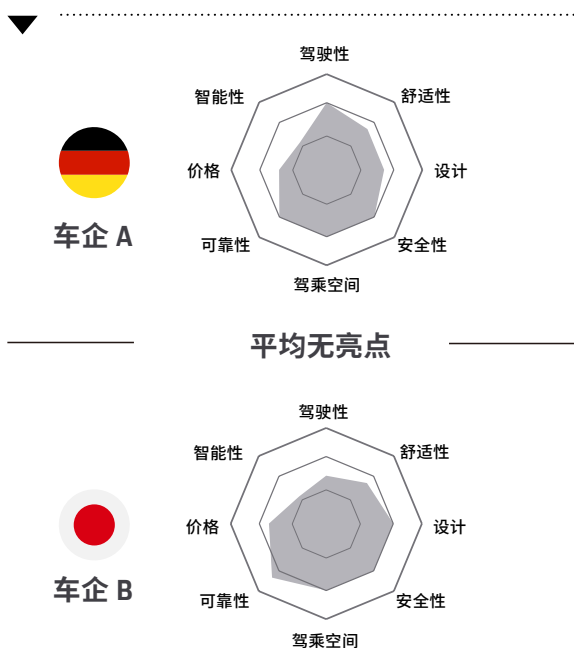 驾驶性
智能性
舒适性
价格
设计
车企 A
可靠性
安全性
驾乘空间
平均无亮点
驾驶性
智能性
舒适性
价格
设计
车企 B
可靠性
安全性
驾乘空间